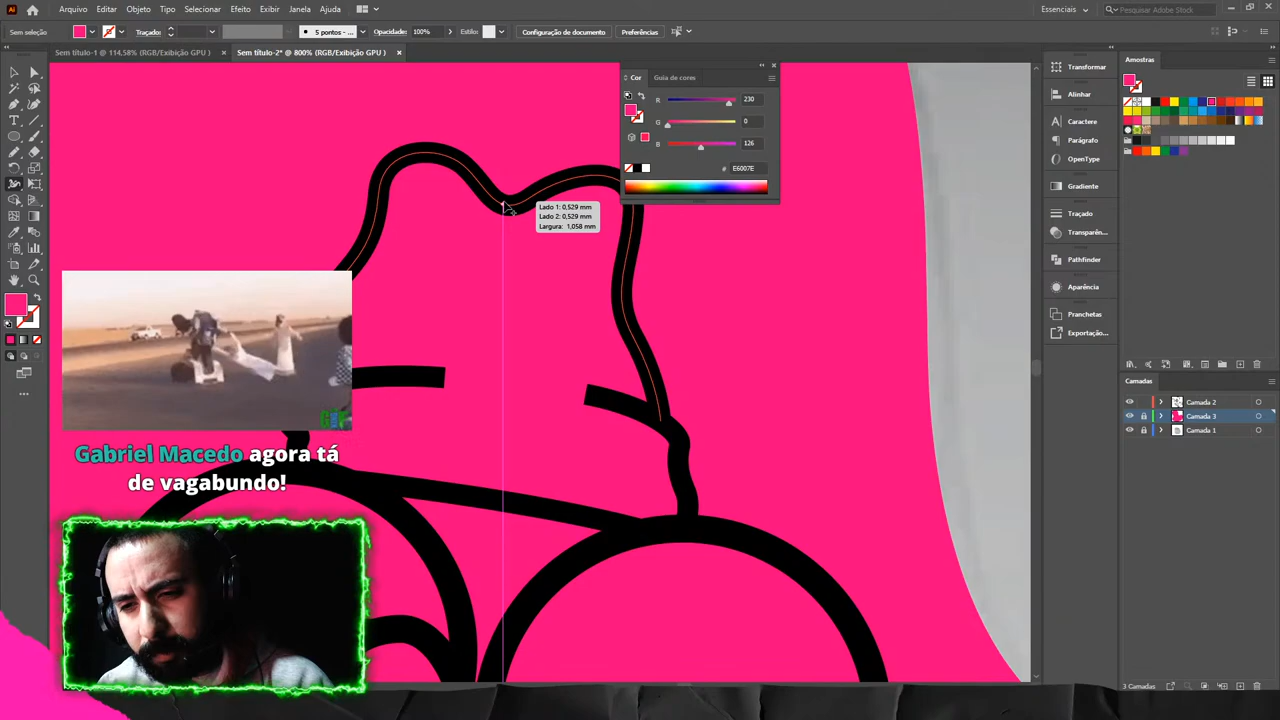 Ai
Arquivo Editar Objeto Tipo Selecionar Efeito Exibir Janela Ajuda
Essenciais
Pesquisar Adobe Stock
Sem seleção
Traçado:
5 pontos - ...
Opacidade: 100%
Estilo:
Configuração de documento
Preferências
Sem título-1 @ 114,58% (RGB/Exibição GPU ) ×
Sem título-2* @ 800% (RGB/Exibição GPU ) ×
Cor
Guia de cores
R 230
G 0
B 126
# E6007E
Lado 1: 0,529 mm
Lado 2: 0,529 mm
Largura: 1,058 mm
Transformar
Alinhar
Caractere
Parágrafo
OpenType
Gradiente
Traçado
Transparên...
Pathfinder
Aparência
Pranchetas
Exportação...
Amostras
Camadas
Camada 2
Camada 3
Camada 1
3 Camadas
Gabriel Macedo agora tá
de vagabundo!